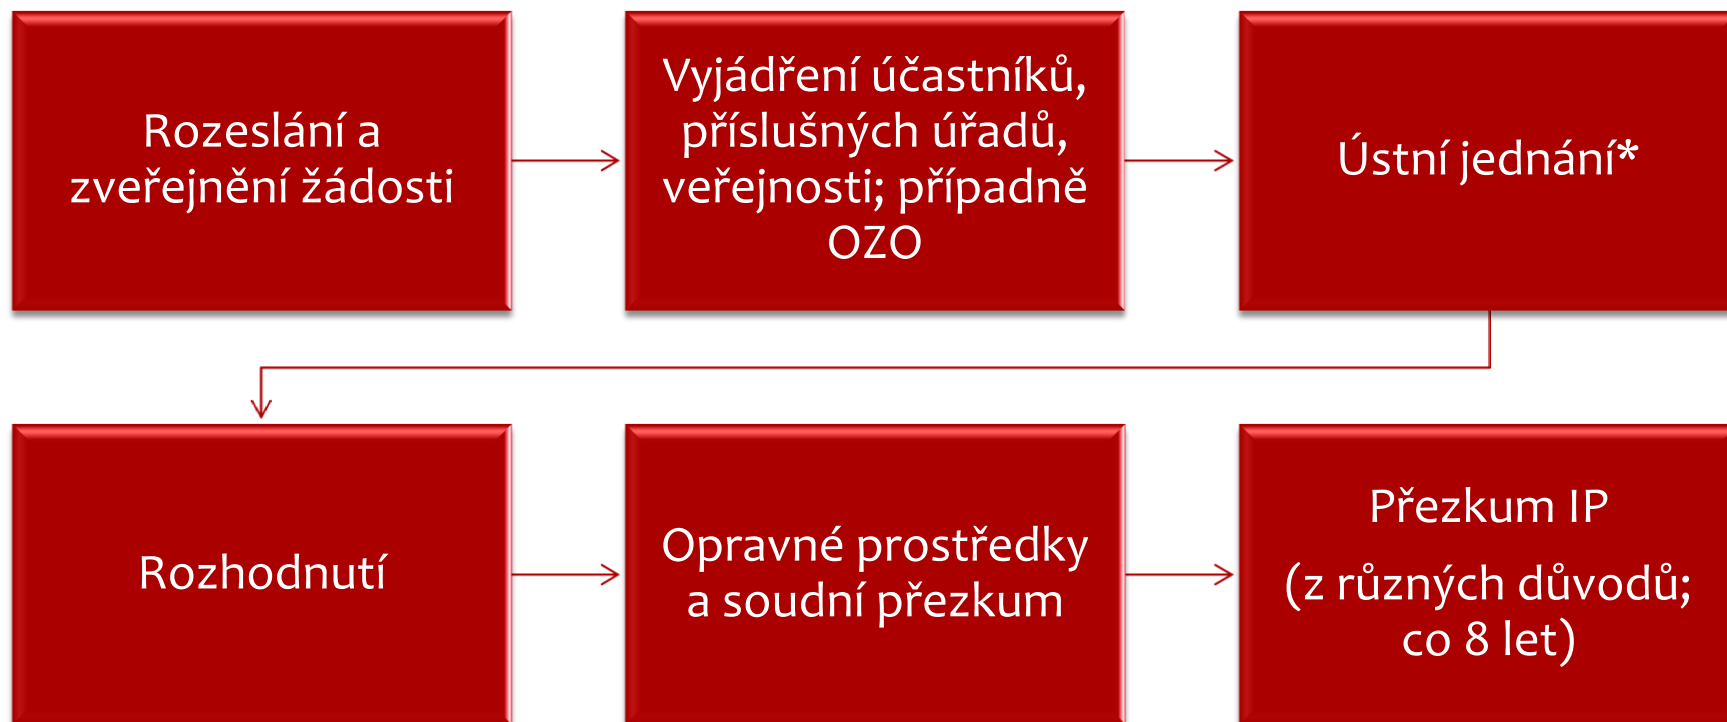 Rozeslání a
zveřejnění žádosti
Vyjádření účastníků,
příslušných úřadů,
veřejnosti; případně
OZO
Ústní jednání*
Rozhodnutí
Opravné prostředky
a soudní přezkum
Přezkum IP
(z různých důvodů;
co 8 let)